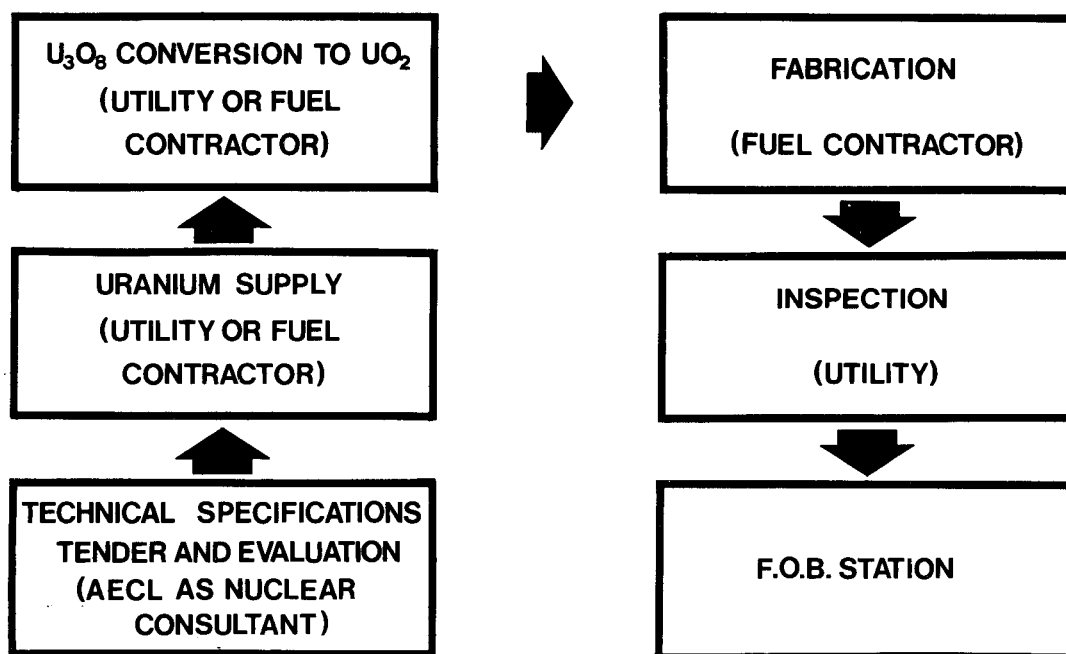 U₃O₈ CONVERSION TO UO₂
(UTILITY OR FUEL
CONTRACTOR)
URANIUM SUPPLY
(UTILITY OR FUEL
CONTRACTOR)
TECHNICAL SPECIFICATIONS
TENDER AND EVALUATION
(AECL AS NUCLEAR
CONSULTANT)
FABRICATION
(FUEL CONTRACTOR)
INSPECTION
(UTILITY)
F.O.B. STATION